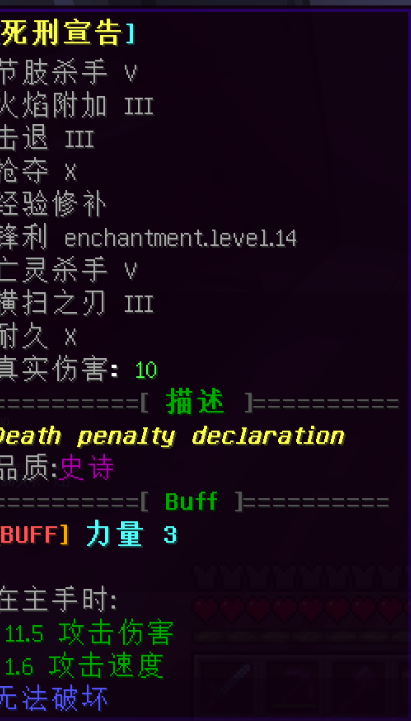 死刑宣告]
节肢杀手 V
火焰附加 III
击退 III
抢夺 X
经验修补
锋利 enchantment.level.14
亡灵杀手 V
横扫之刃 III
耐久 X
真实伤害: 10
==========[ 描述 ]==========
Death penalty declaration
品质:史诗
==========[ Buff ]==========
[BUFF] 力量 3
在主手时:
11.5 攻击伤害
1.6 攻击速度
无法破坏